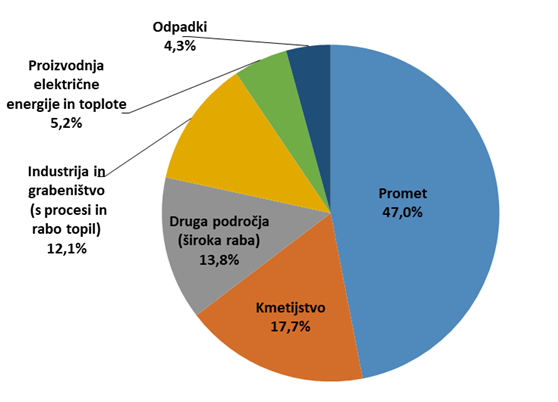 Odpadki
4,3%
Proizvodnja
električne
energije in toplote
5,2%
Industrija in
grabeništvo
(s procesi in
rabo topil)
12,1%
Druga področja
(široka raba)
13,8%
Kmetijstvo
17,7%
Promet
47,0%